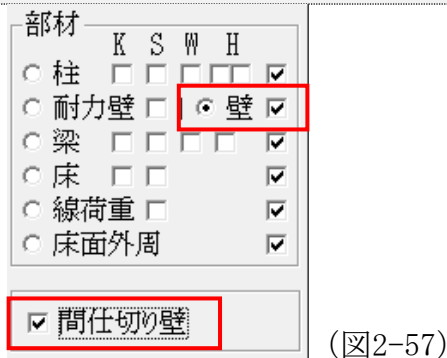 部材
K S W H
柱
耐力壁 壁
梁
床
線荷重
床面外周
間仕切り壁
(図2-57)